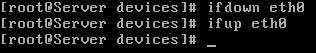 [root@Server devices]# ifdown eth0
[root@Server devices]# ifup eth0
[root@Server devices]# _